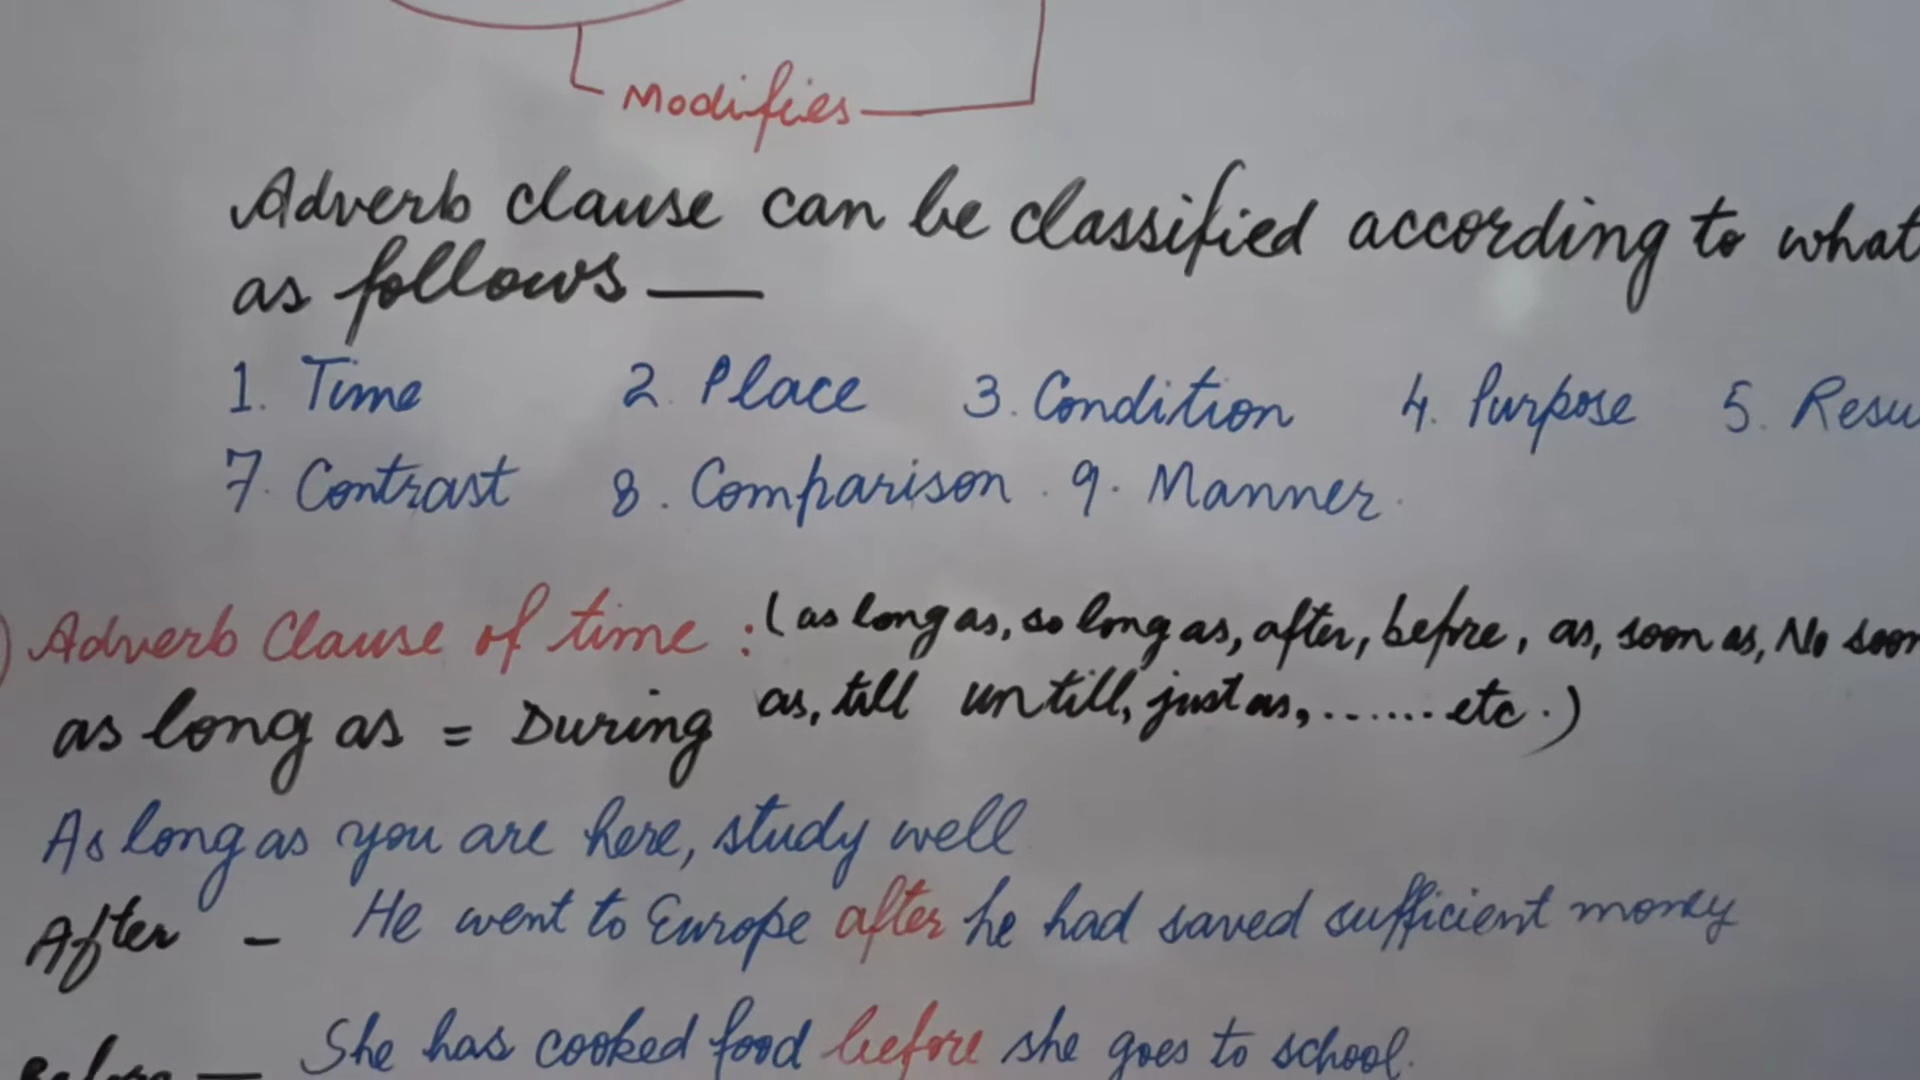 Modifies
Adverb clause can be classified according to what
as follows —
1. Time 2. Place 3. Condition 4. Purpose 5. Resu
7. Contrast 8. Comparison . 9. Manner.
) Adverb Clause of time : (as long as, so long as, after, before, as, soon as, No soon
as, till untill, just as, ...... etc.)
as long as = During
As long as you are here, study well
After - He went to Europe after he had saved sufficient money
Before — She has cooked food before she goes to school.